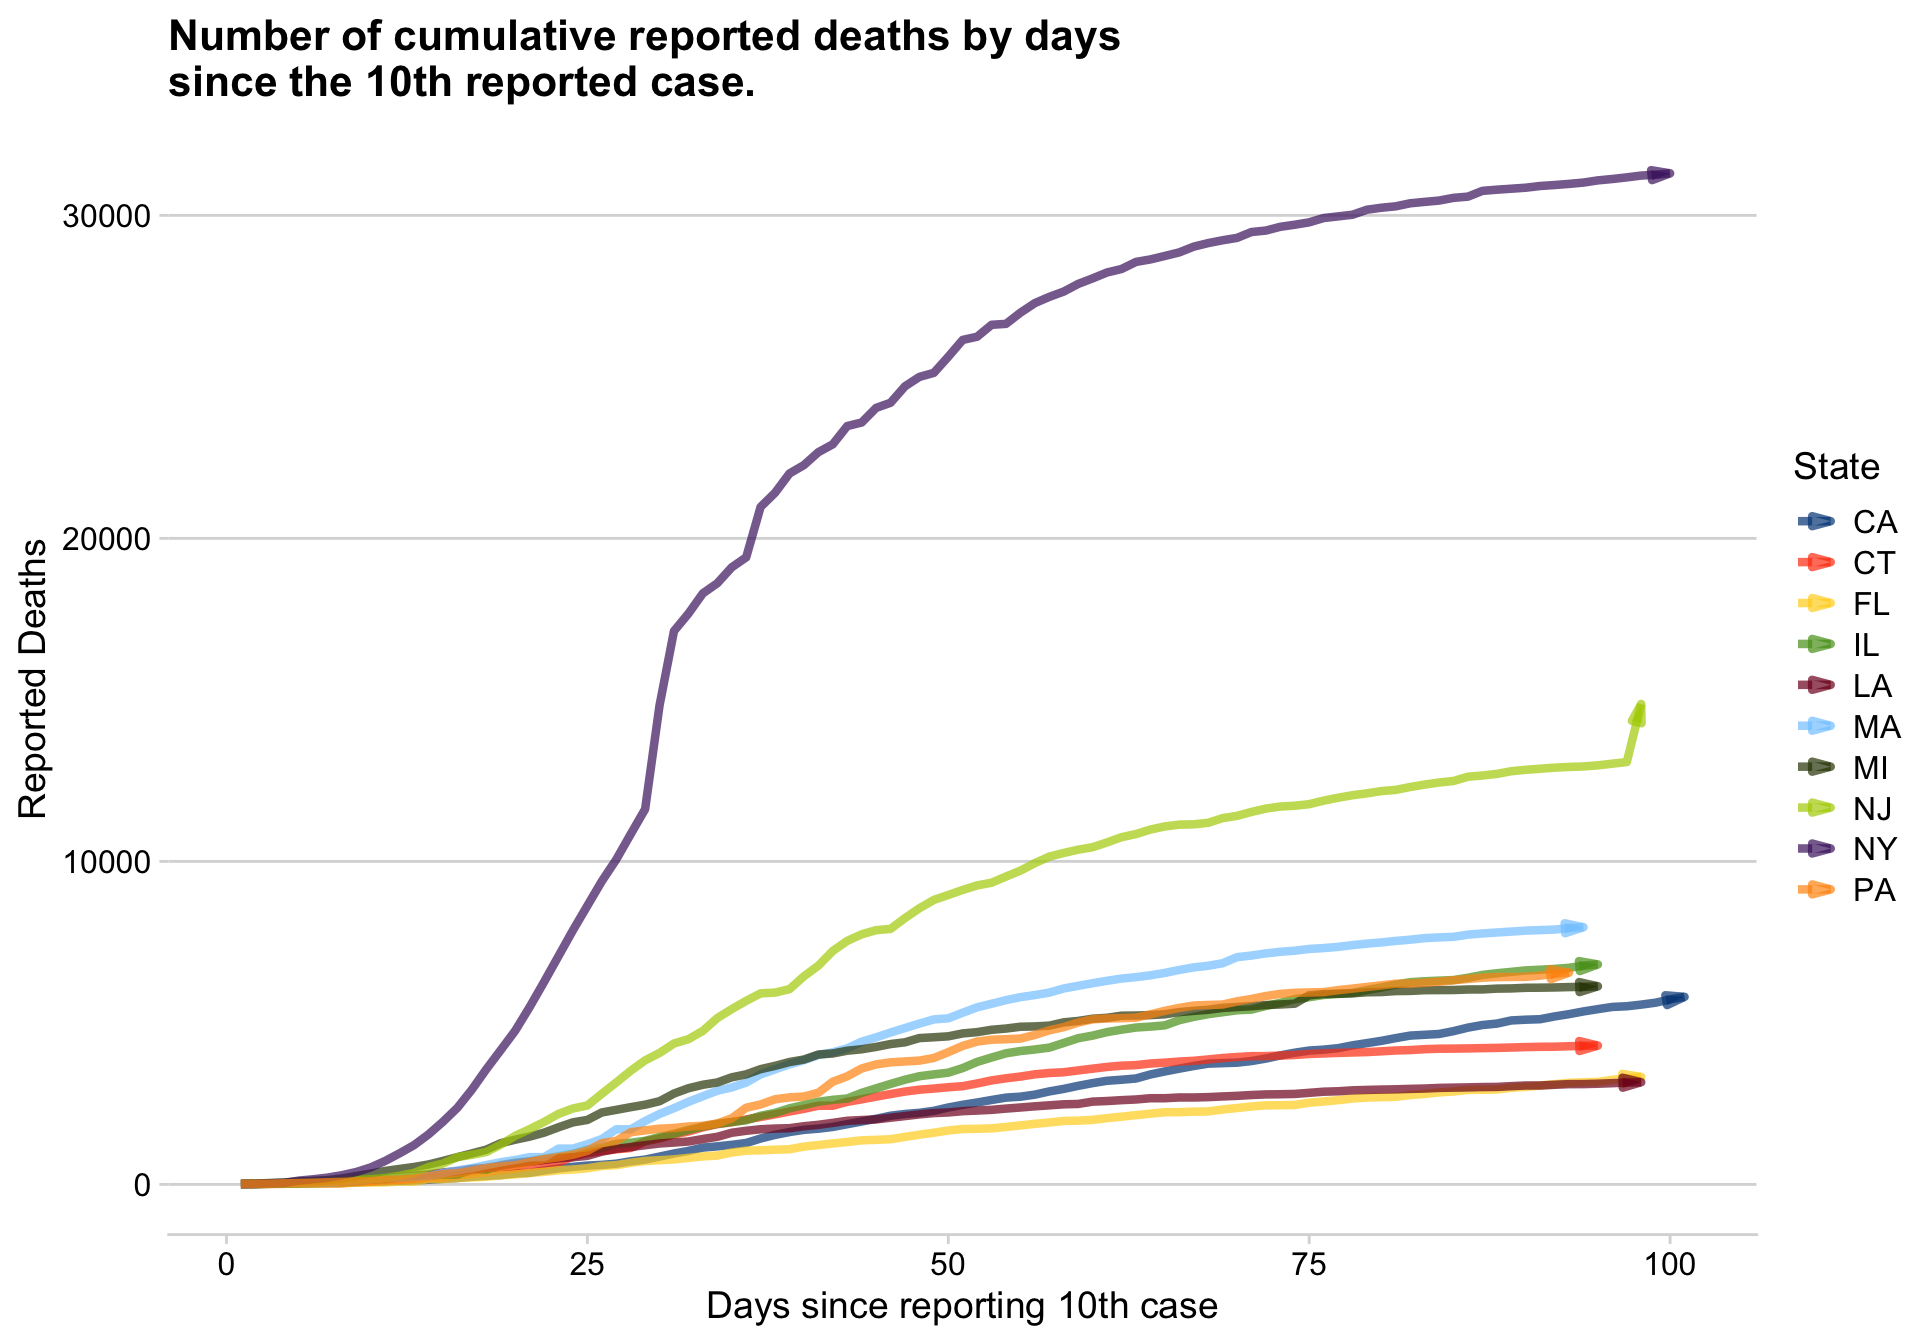 Number of cumulative reported deaths by days
since the 10th reported case.
30000
20000
10000
0
Reported Deaths
0
25
50
75
100
Days since reporting 10th case
State
CA
CT
FL
IL
LA
MA
MI
NJ
NY
PA